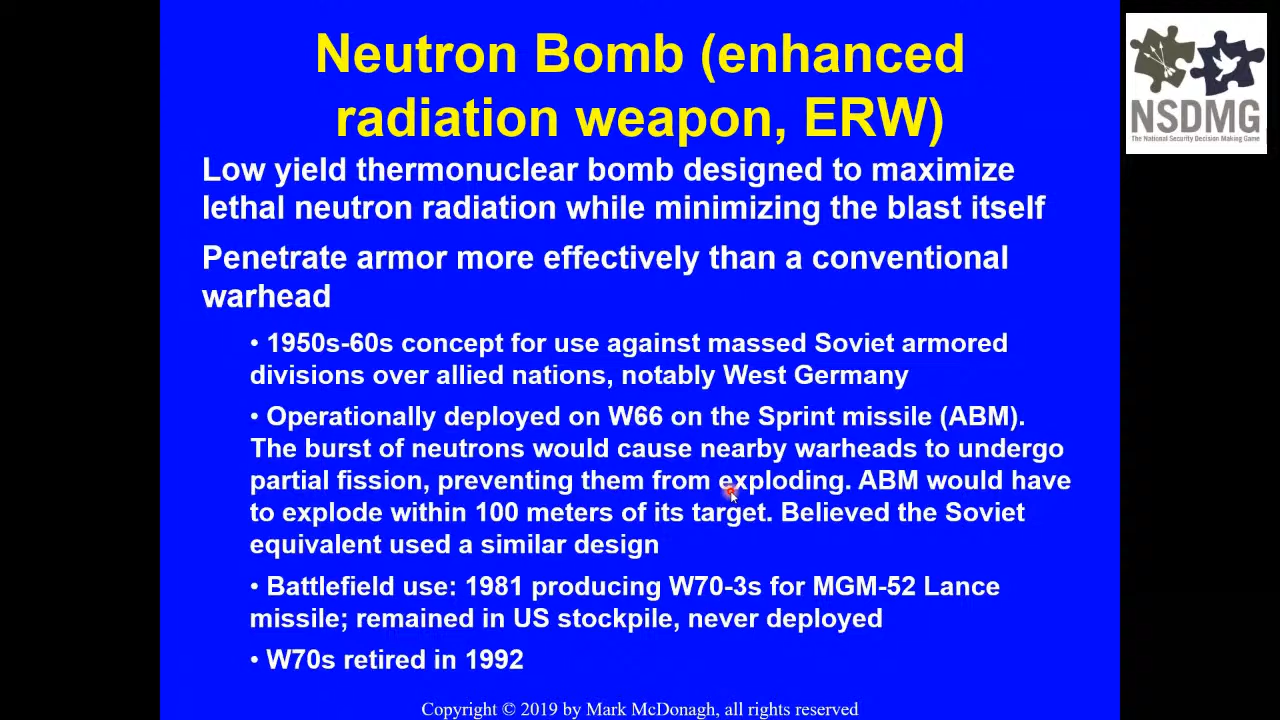 Neutron Bomb (enhanced
radiation weapon, ERW)
NSDMG
The National Security Decision Making Game
Low yield thermonuclear bomb designed to maximize
lethal neutron radiation while minimizing the blast itself
Penetrate armor more effectively than a conventional
warhead
• 1950s-60s concept for use against massed Soviet armored
divisions over allied nations, notably West Germany
• Operationally deployed on W66 on the Sprint missile (ABM).
The burst of neutrons would cause nearby warheads to undergo
partial fission, preventing them from exploding. ABM would have
to explode within 100 meters of its target. Believed the Soviet
equivalent used a similar design
• Battlefield use: 1981 producing W70-3s for MGM-52 Lance
missile; remained in US stockpile, never deployed
• W70s retired in 1992
Copyright © 2019 by Mark McDonagh, all rights reserved